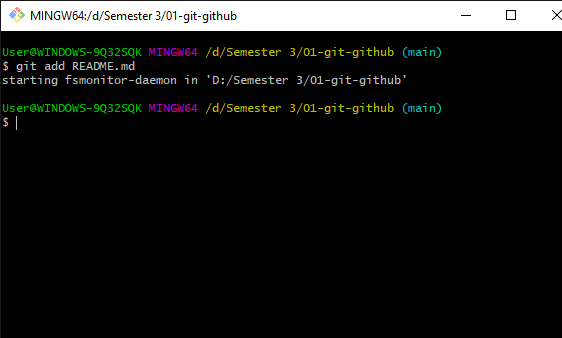 MINGW64:/d/Semester 3/01-git-github
User@WINDOWS-9Q32SQK MINGW64 /d/Semester 3/01-git-github (main)
$ git add README.md
starting fsmonitor-daemon in 'D:/Semester 3/01-git-github'
User@WINDOWS-9Q32SQK MINGW64 /d/Semester 3/01-git-github (main)
$